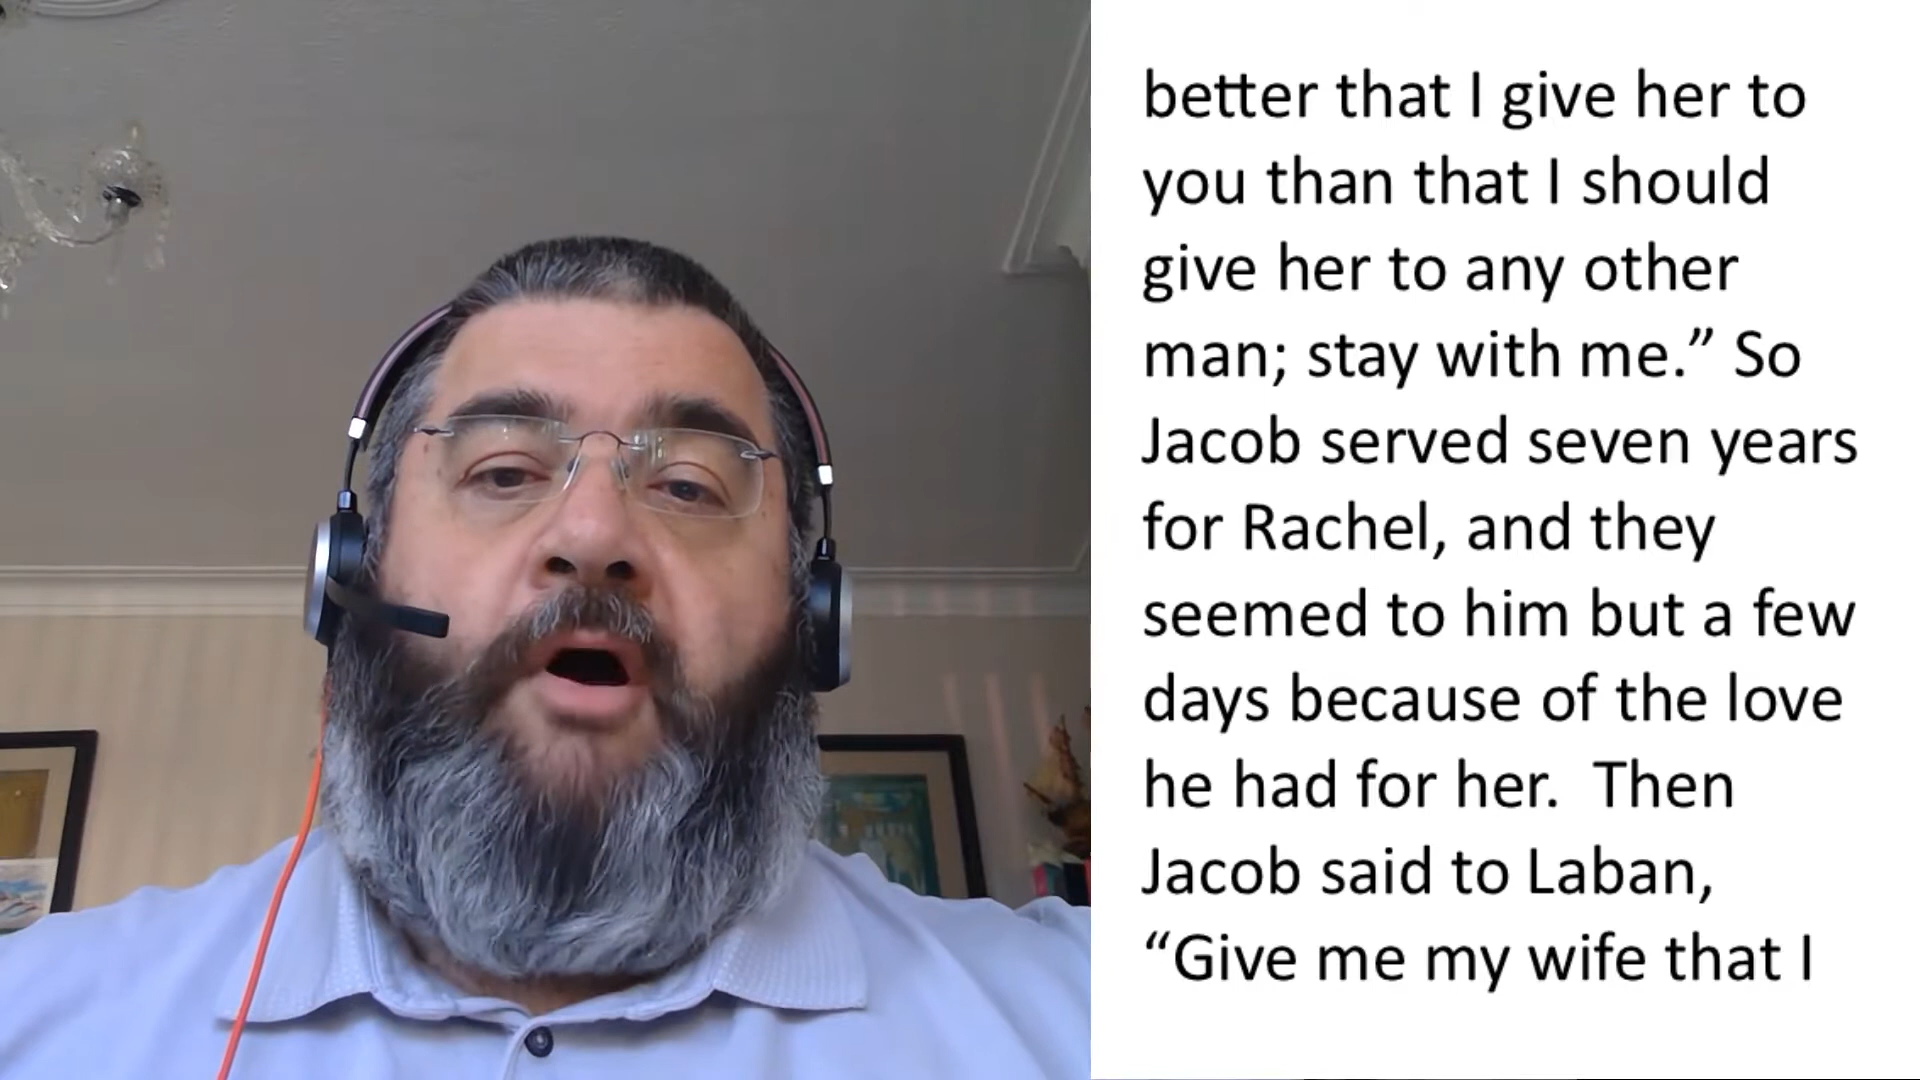 better that I give her to
you than that I should
give her to any other
man; stay with me.” So
Jacob served seven years
for Rachel, and they
seemed to him but a few
days because of the love
he had for her.  Then
Jacob said to Laban,
“Give me my wife that I